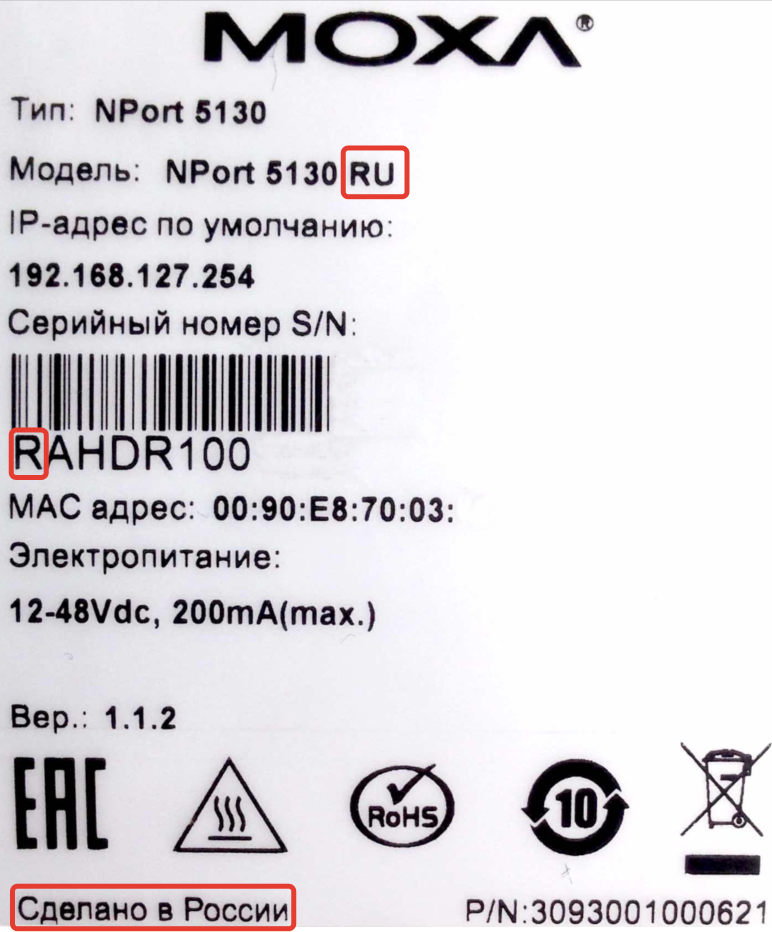 MOXA®
Тип: NPort 5130
Модель: NPort 5130 RU
IP-адрес по умолчанию:
192.168.127.254
Серийный номер S/N:
RAHDR100
MAC адрес: 00:90:E8:70:03:
Электропитание:
12-48Vdc, 200mA(max.)
Вер.: 1.1.2
EAC
RoHS
10
Сделано в России
P/N:3093001000621